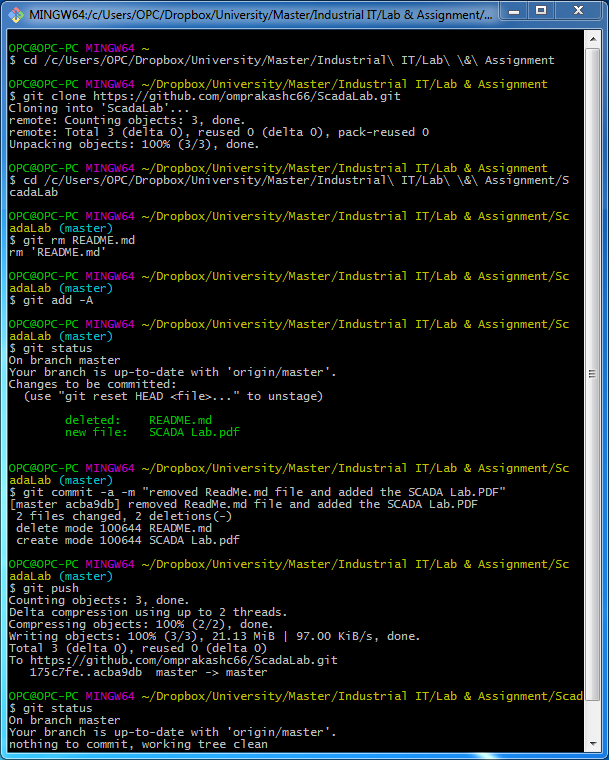 MINGW64:/c/Users/OPC/Dropbox/University/Master/Industrial IT/Lab & Assignment/...
OPC@OPC-PC MINGW64 ~
$ cd /c/Users/OPC/Dropbox/University/Master/Industrial\ IT/Lab\ \&\ Assignment
OPC@OPC-PC MINGW64 ~/Dropbox/University/Master/Industrial IT/Lab & Assignment
$ git clone https://github.com/omprakashc66/ScadaLab.git
Cloning into 'ScadaLab'...
remote: Counting objects: 3, done.
remote: Total 3 (delta 0), reused 0 (delta 0), pack-reused 0
Unpacking objects: 100% (3/3), done.
OPC@OPC-PC MINGW64 ~/Dropbox/University/Master/Industrial IT/Lab & Assignment
$ cd /c/Users/OPC/Dropbox/University/Master/Industrial\ IT/Lab\ \&\ Assignment/S
cadaLab
OPC@OPC-PC MINGW64 ~/Dropbox/University/Master/Industrial IT/Lab & Assignment/Sc
adaLab (master)
$ git rm README.md
rm 'README.md'
OPC@OPC-PC MINGW64 ~/Dropbox/University/Master/Industrial IT/Lab & Assignment/Sc
adaLab (master)
$ git add -A
OPC@OPC-PC MINGW64 ~/Dropbox/University/Master/Industrial IT/Lab & Assignment/Sc
adaLab (master)
$ git status
On branch master
Your branch is up-to-date with 'origin/master'.
Changes to be committed:
  (use "git reset HEAD <file>..." to unstage)
        deleted:    README.md
        new file:   SCADA Lab.pdf
OPC@OPC-PC MINGW64 ~/Dropbox/University/Master/Industrial IT/Lab & Assignment/Sc
adaLab (master)
$ git commit -a -m "removed ReadMe.md file and added the SCADA Lab.PDF"
[master acba9db] removed ReadMe.md file and added the SCADA Lab.PDF
 2 files changed, 2 deletions(-)
 delete mode 100644 README.md
 create mode 100644 SCADA Lab.pdf
OPC@OPC-PC MINGW64 ~/Dropbox/University/Master/Industrial IT/Lab & Assignment/Sc
adaLab (master)
$ git push
Counting objects: 3, done.
Delta compression using up to 2 threads.
Compressing objects: 100% (2/2), done.
Writing objects: 100% (3/3), 21.13 MiB | 97.00 KiB/s, done.
Total 3 (delta 0), reused 0 (delta 0)
To https://github.com/omprakashc66/ScadaLab.git
   175c7fe..acba9db  master -> master
OPC@OPC-PC MINGW64 ~/Dropbox/University/Master/Industrial IT/Lab & Assignment/Scad
$ git status
On branch master
Your branch is up-to-date with 'origin/master'.
nothing to commit, working tree clean